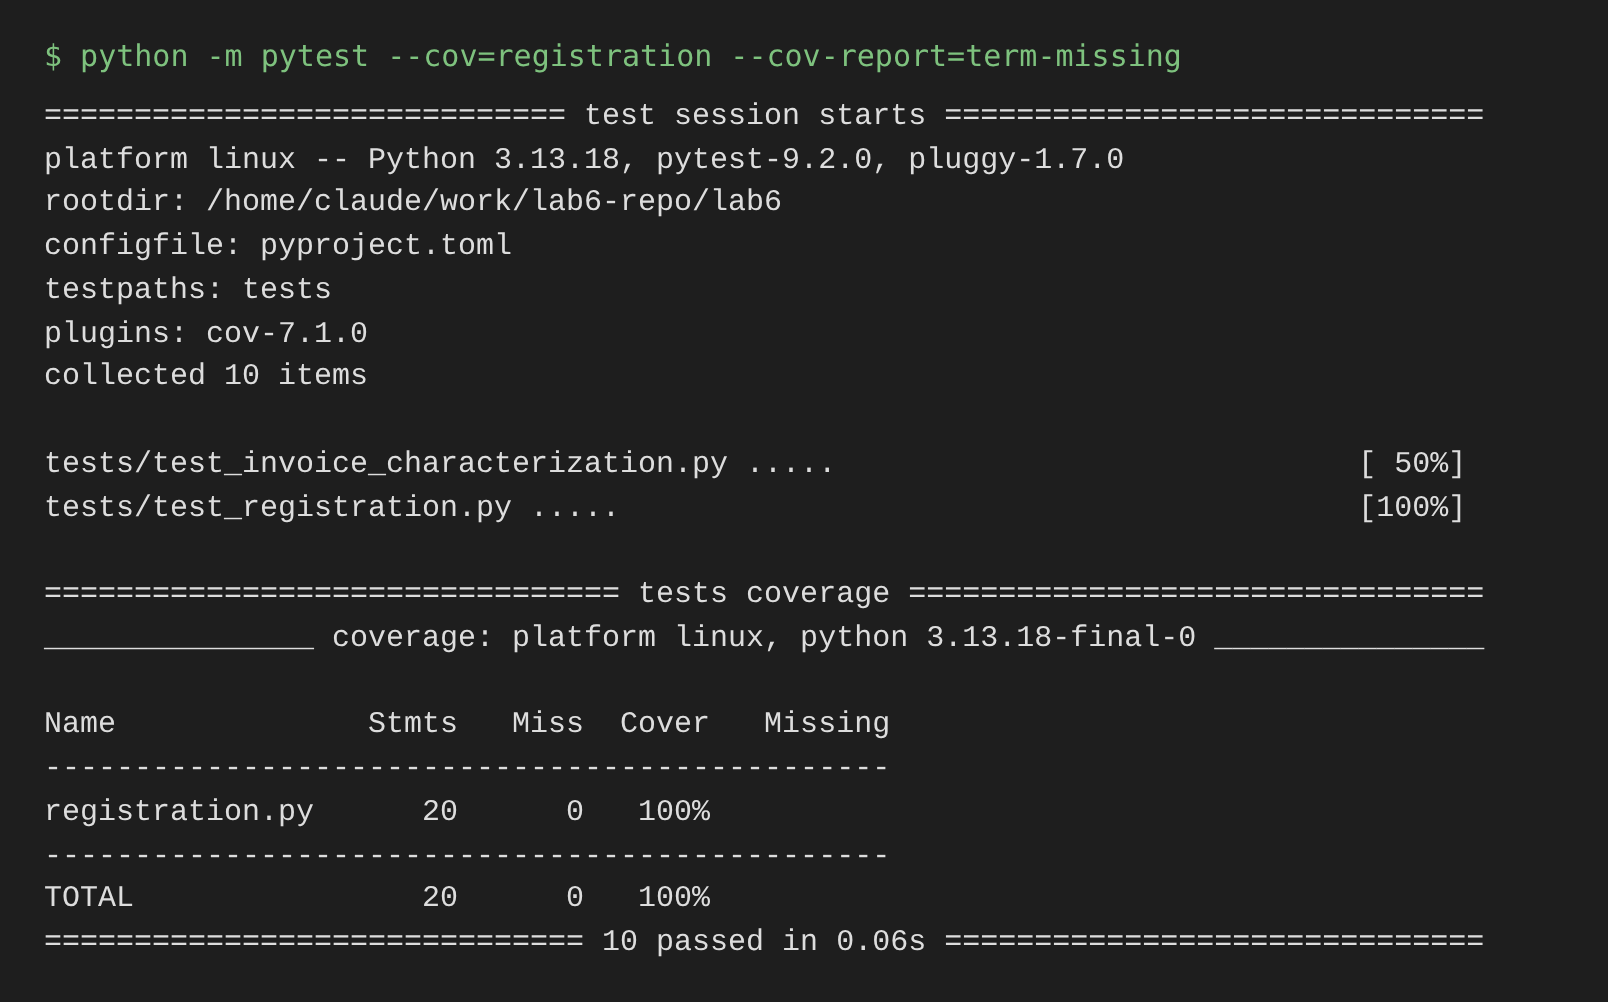 $ python -m pytest --cov=registration --cov-report=term-missing
============================= test session starts ==============================
platform linux -- Python 3.13.18, pytest-9.2.0, pluggy-1.7.0
rootdir: /home/claude/work/lab6-repo/lab6
configfile: pyproject.toml
testpaths: tests
plugins: cov-7.1.0
collected 10 items

tests/test_invoice_characterization.py .....                             [ 50%]
tests/test_registration.py .....                                         [100%]

================================ tests coverage ================================
_______________ coverage: platform linux, python 3.13.18-final-0 _______________

Name              Stmts   Miss  Cover   Missing
-----------------------------------------------
registration.py      20      0   100%
-----------------------------------------------
TOTAL                20      0   100%
============================== 10 passed in 0.06s ==============================